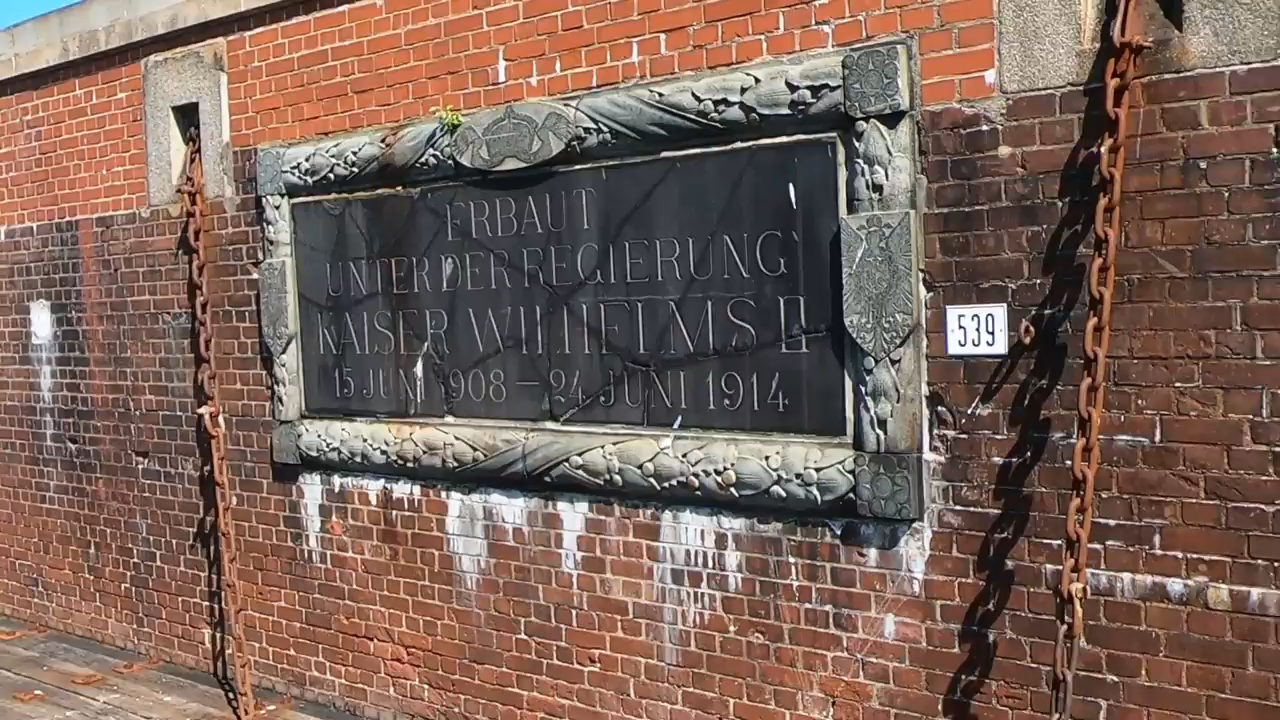 ERBAUT
UNTER DER REGIERUNG
KAISER WILHELMS II
15 JUNI 1908 — 24 JUNI 1914
539